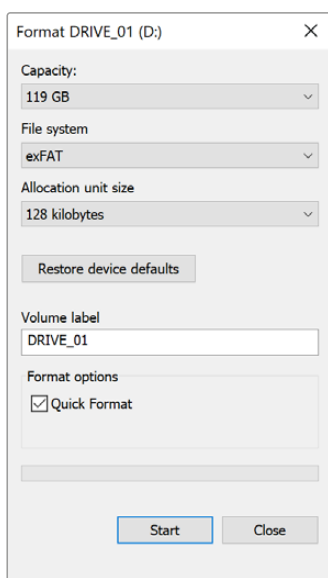 Format DRIVE_01 (D:)
Capacity:
119 GB
File system
exFAT
Allocation unit size
128 kilobytes
Restore device defaults
Volume label
DRIVE_01
Format options
Quick Format
Start Close